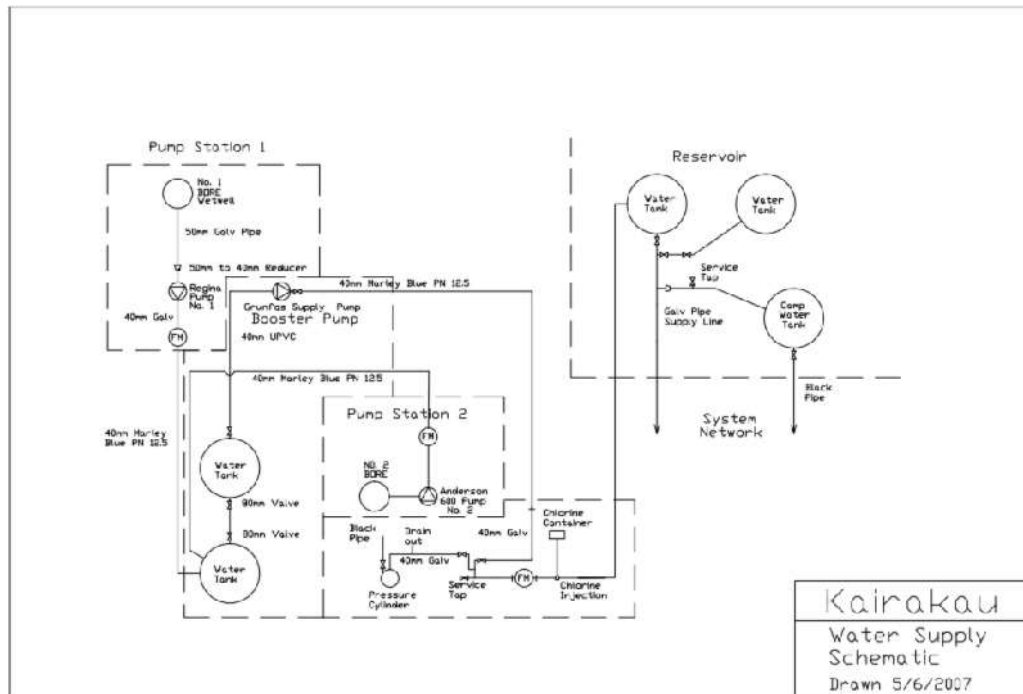 Pump Station 1
No. 1
BORE
Wetwell
50mm Galv Pipe
50mm to 40mm Reducer
Regina
Pump
No. 1
40mm Galv
FM
40mm Marley
Blue PN 12.5
40mm Marley Blue PN 12.5
Grunfos Supply Pump
Booster Pump
40mm UPVC
40mm Marley Blue PN 12.5
Pump Station 2
FM
NO. 2
BORE
Anderson
600 Pump
No. 2
Water
Tank
80mm Valve
80mm Valve
Water
Tank
Black
Pipe
Drain
out
40mm Galv
Pressure
Cylinder
Service
Tap
40mm Galv
FM
Chlorine
Container
Chlorine
Injection
Reservoir
Water
Tank
Water
Tank
Service
Tap
Galv Pipe
Supply Line
Camp
Water
Tank
Black
Pipe
System
Network
Kairakau
Water Supply
Schematic
Drawn 5/6/2007